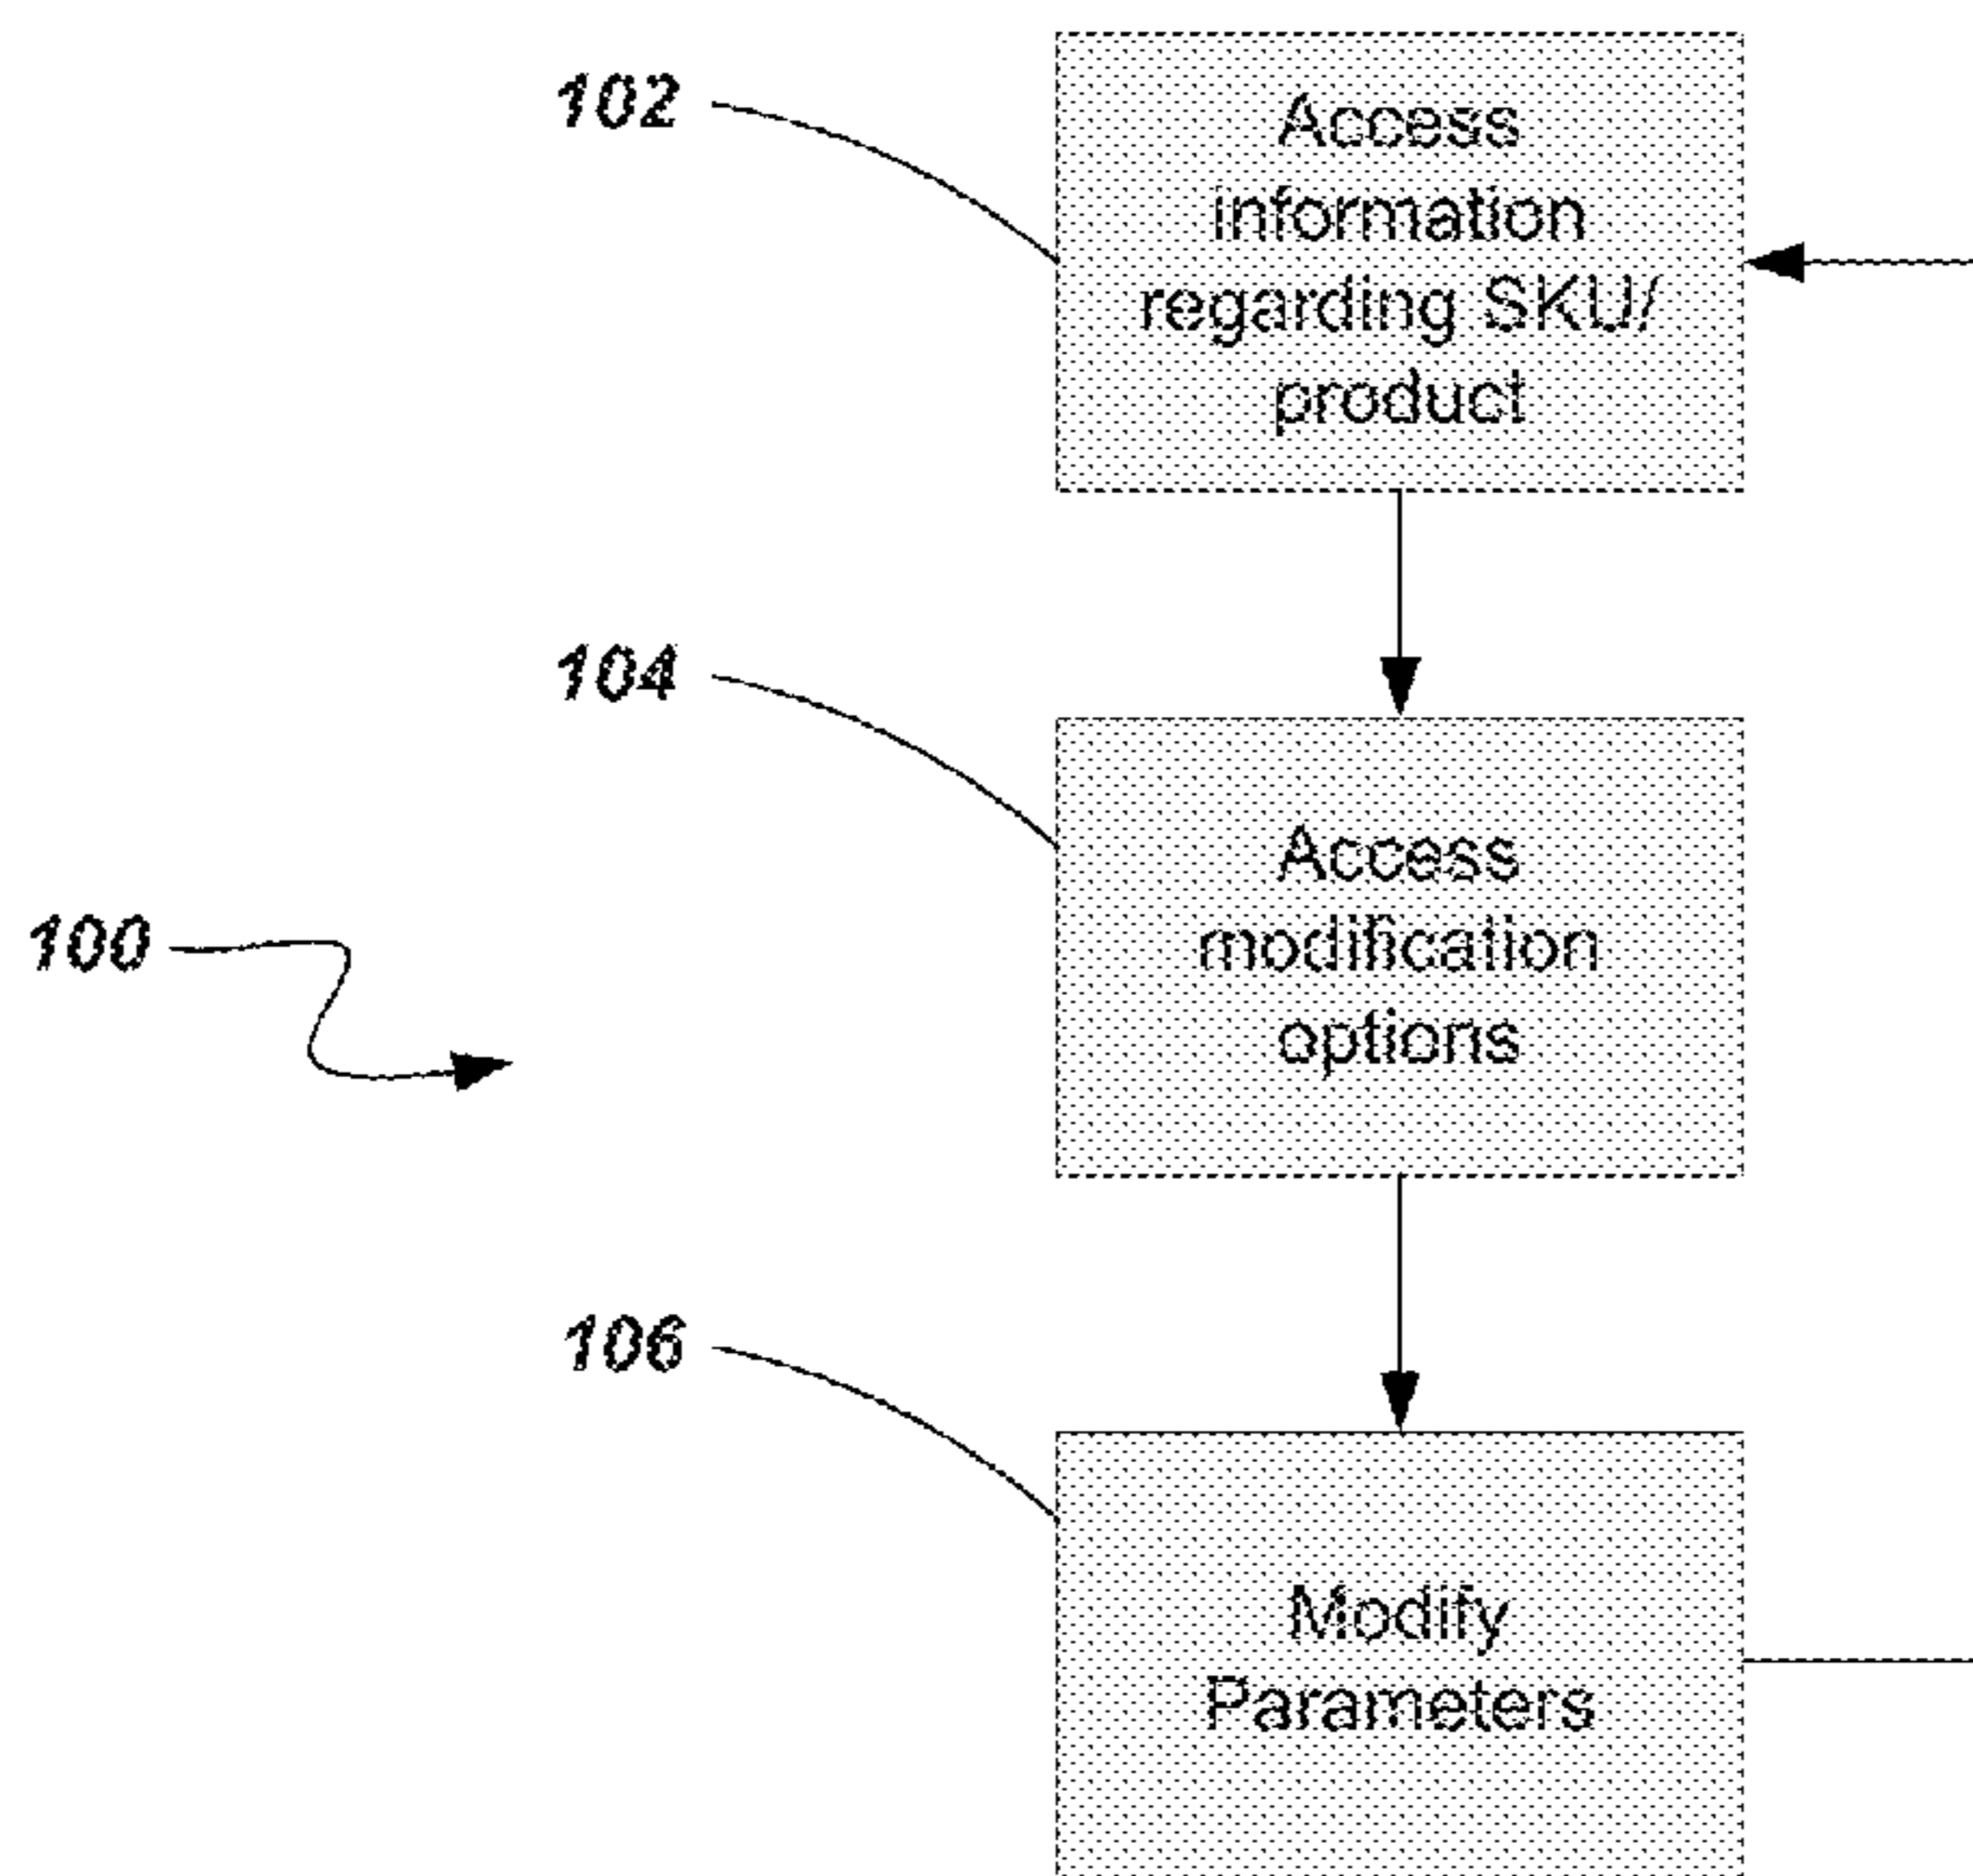 102
Access
information
regarding SKU/
product
104
Access
modification
options
100
106
Modify
Parameters